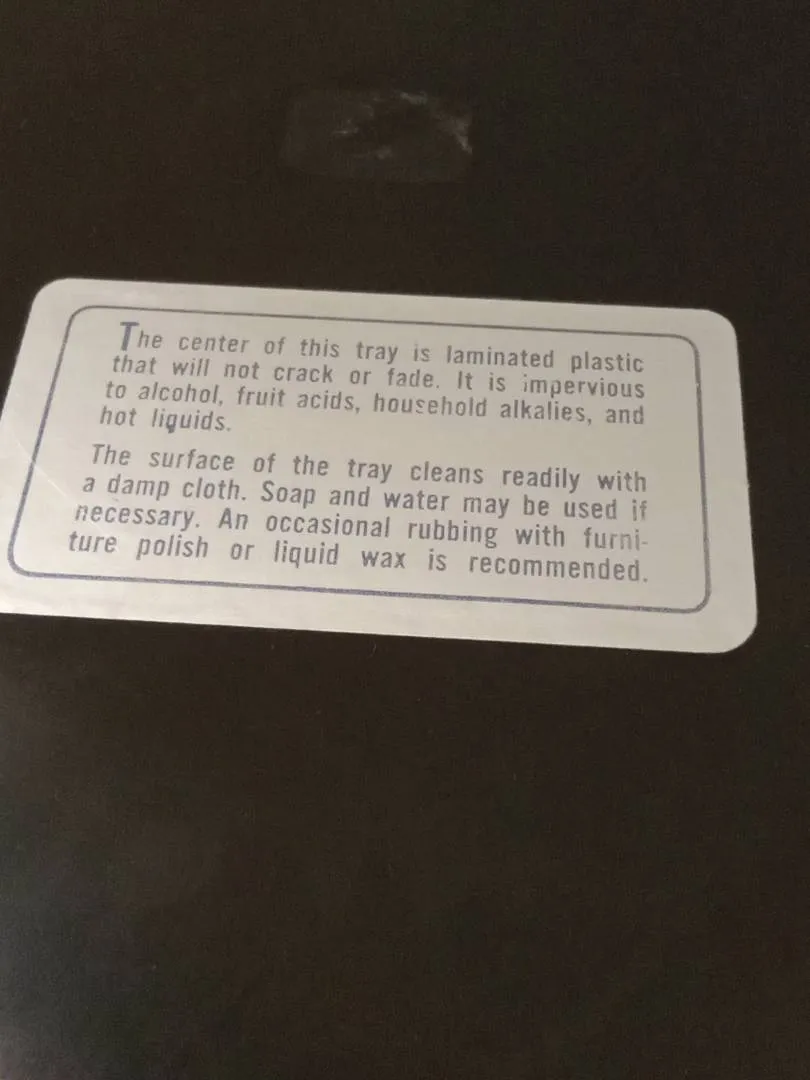 The center of this tray is laminated plastic
that will not crack or fade. It is impervious
to alcohol, fruit acids, household alkalies, and
hot liquids.
The surface of the tray cleans readily with
a damp cloth. Soap and water may be used if
necessary. An occasional rubbing with furni-
ture polish or liquid wax is recommended.